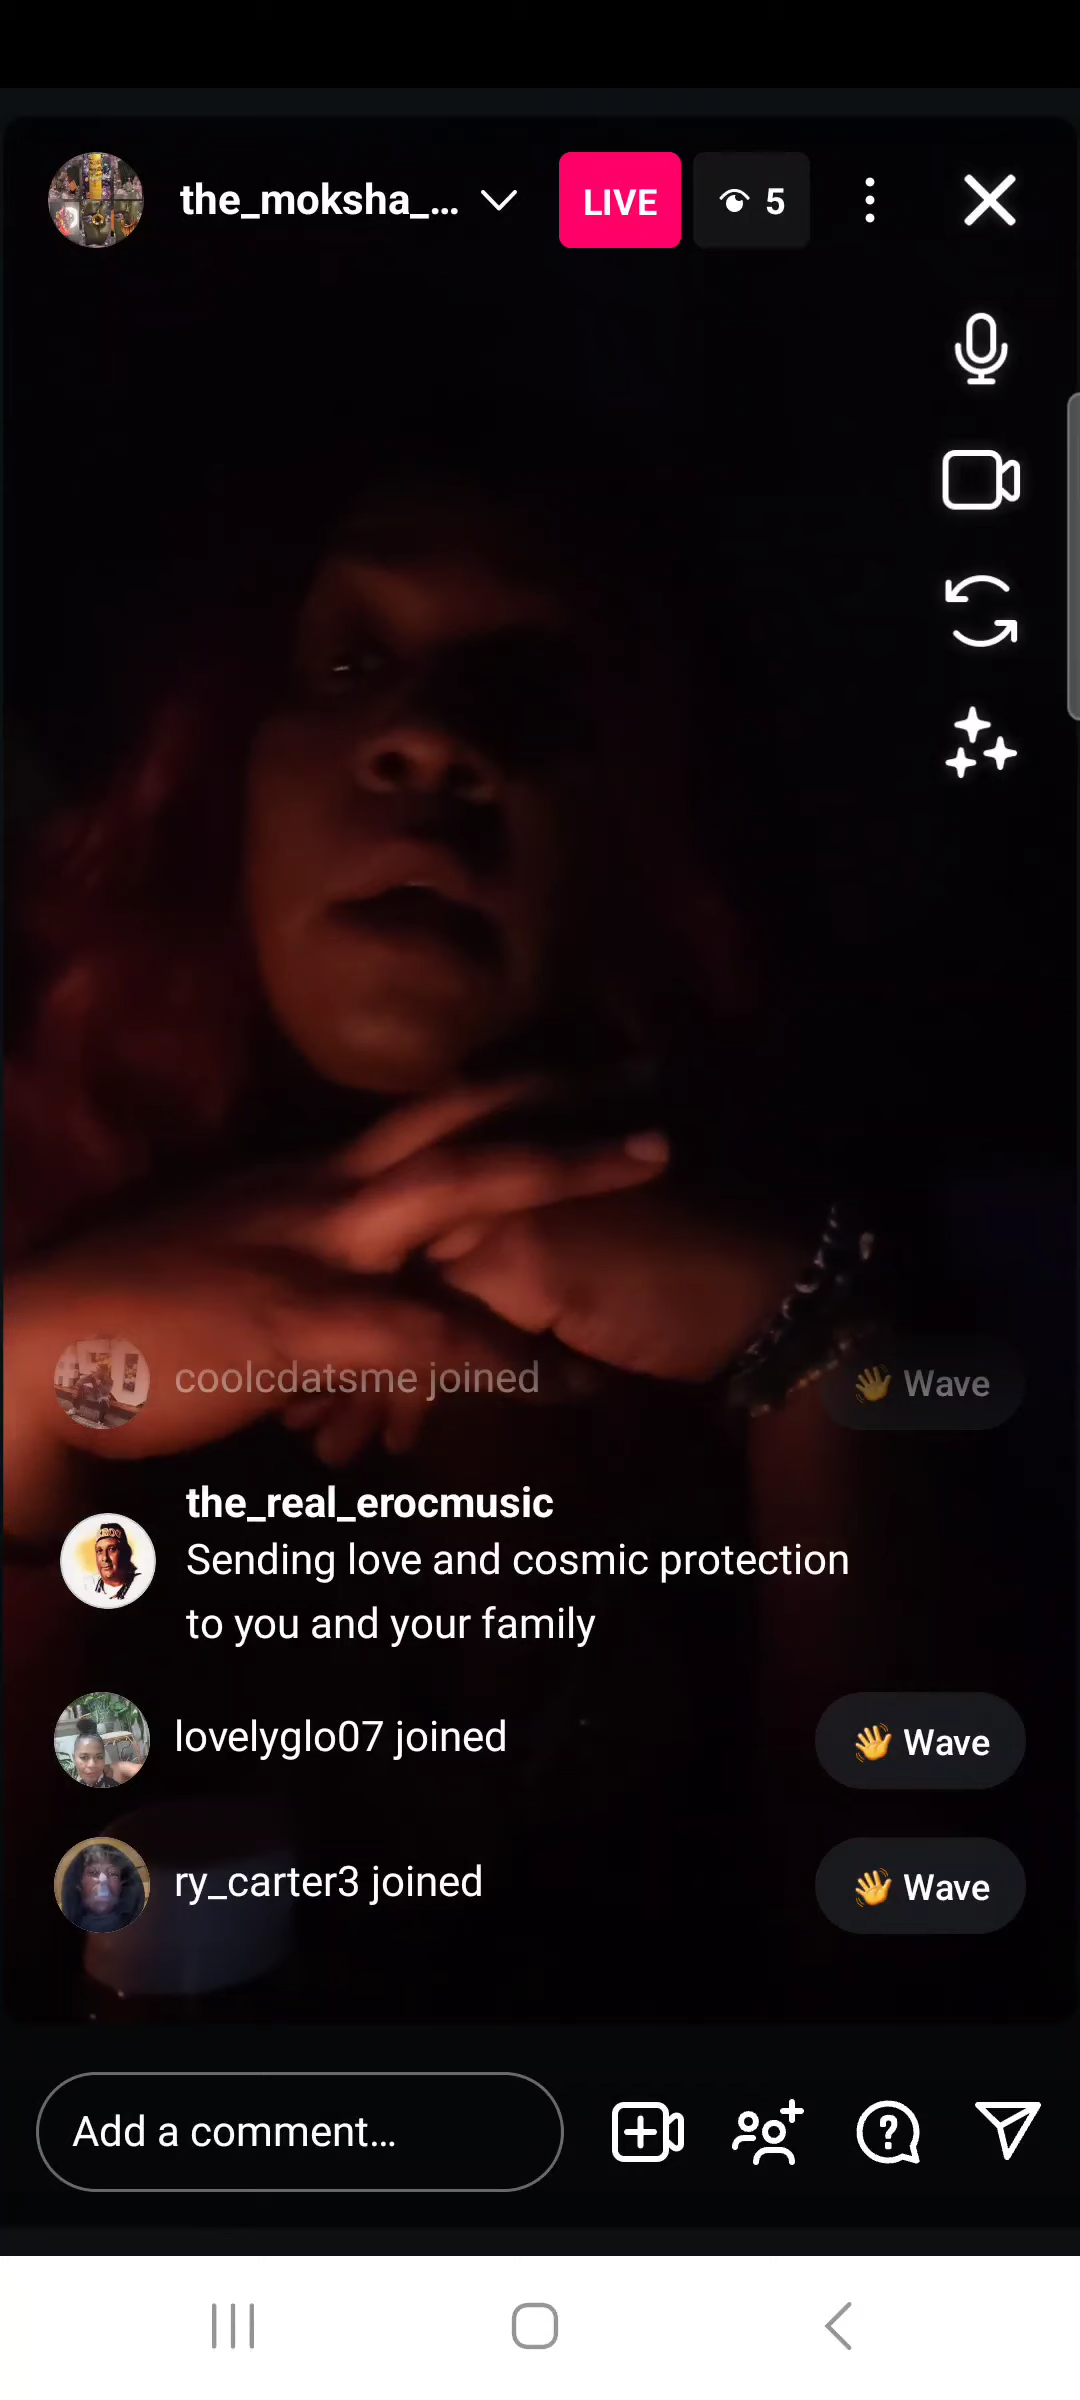 the_moksha_...
LIVE
5
coolcdatsme joined
👋 Wave
the_real_erocmusic
Sending love and cosmic protection
to you and your family
lovelyglo07 joined
👋 Wave
ry_carter3 joined
👋 Wave
Add a comment...